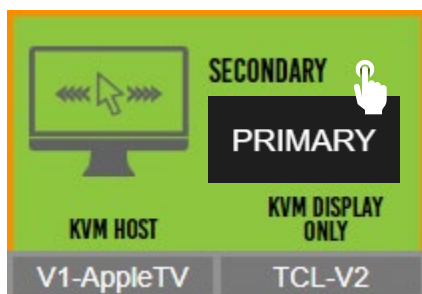 SECONDARY
PRIMARY
KVM HOST
KVM DISPLAY
ONLY
V1-AppleTV
TCL-V2